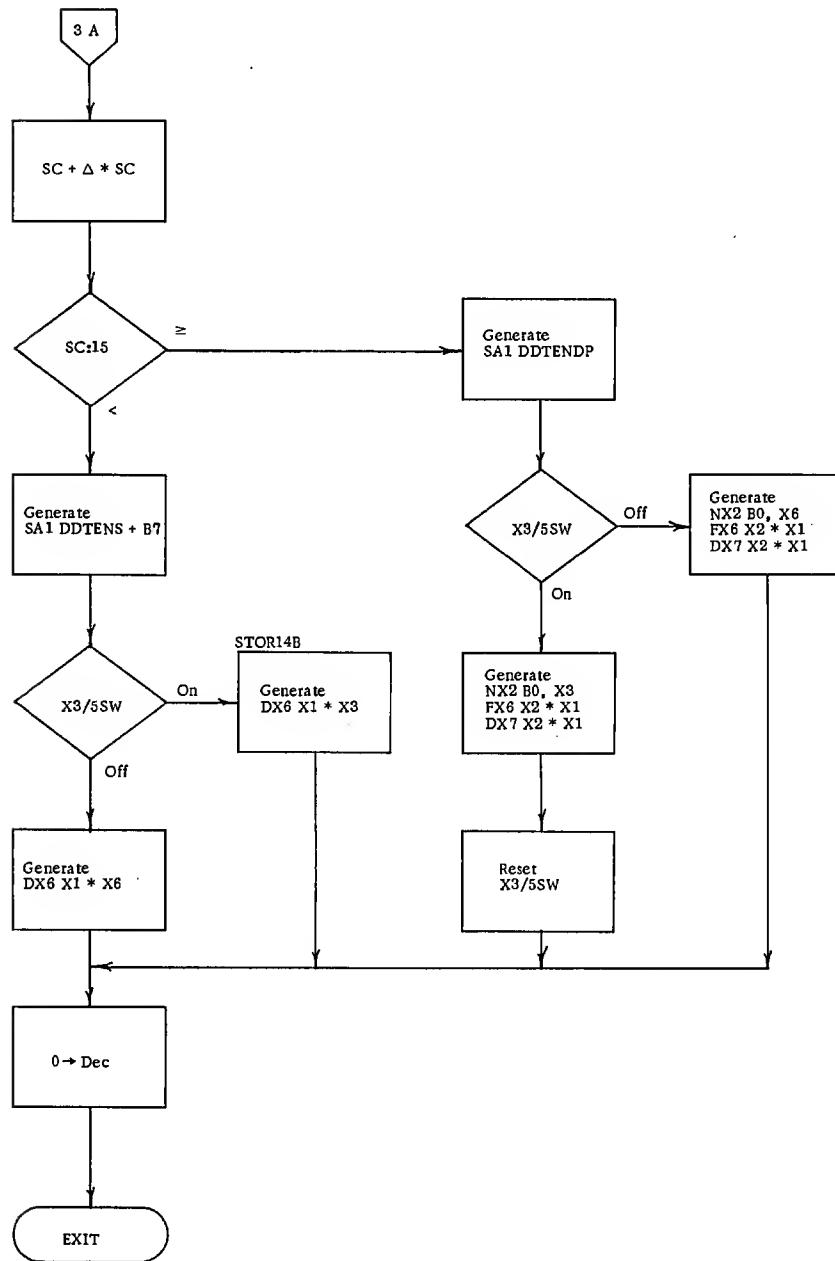 3 A
SC + Δ * SC
SC:15
≥
<
Generate
SA1 DDTENDP
Generate
SA1 DDTENS + B7
X3/5SW
Off
On
Generate
NX2 B0, X6
FX6 X2 * X1
DX7 X2 * X1
X3/5SW
On
Off
STOR14B
Generate
DX6 X1 * X3
Generate
NX2 B0, X3
FX6 X2 * X1
DX7 X2 * X1
Generate
DX6 X1 * X6
Reset
X3/5SW
0→ Dec
EXIT